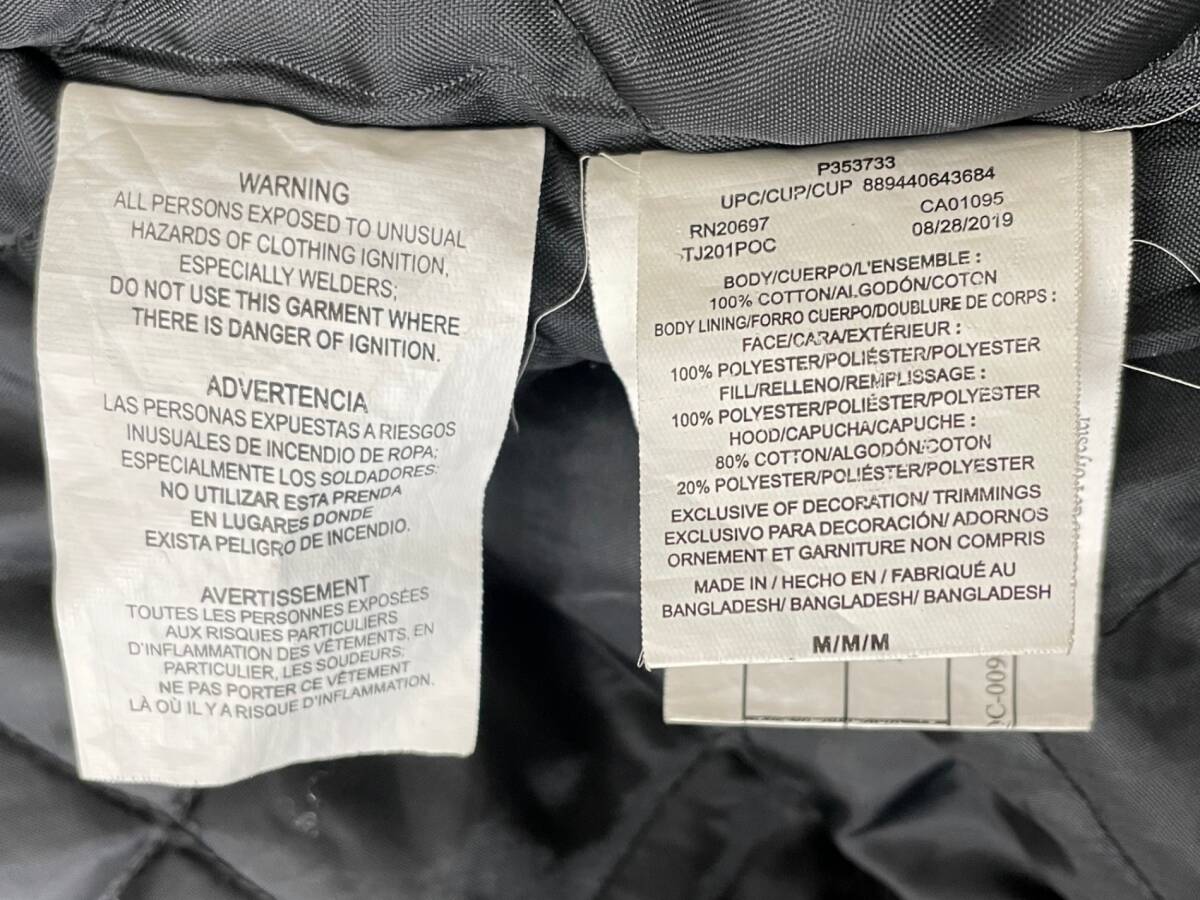 WARNING
ALL PERSONS EXPOSED TO UNUSUAL
HAZARDS OF CLOTHING IGNITION,
ESPECIALLY WELDERS;
DO NOT USE THIS GARMENT WHERE
THERE IS DANGER OF IGNITION.
ADVERTENCIA
LAS PERSONAS EXPUESTAS A RIESGOS
INUSUALES DE INCENDIO DE ROPA;
ESPECIALMENTE LOS SOLDADORES:
NO UTILIZAR ESTA PRENDA
EN LUGARES DONDE
EXISTA PELIGRO DE INCENDIO.
AVERTISSEMENT
TOUTES LES PERSONNES EXPOSÉES
AUX RISQUES PARTICULIERS
D'INFLAMMATION DES VÊTEMENTS, EN
PARTICULIER, LES SOUDEURS:
NE PAS PORTER CE VÊTEMENT
LÀ OÙ IL Y A RISQUE D'INFLAMMATION.
P353733
UPC/CUP/CUP 889440643684
RN20697 CA01095
TJ201POC 08/28/2019
BODY/CUERPO/L'ENSEMBLE :
100% COTTON/ALGODÓN/COTON
BODY LINING/FORRO CUERPO/DOUBLURE DE CORPS :
FACE/CARA/EXTÉRIEUR :
100% POLYESTER/POLIÉSTER/POLYESTER
FILL/RELLENO/REMPLISSAGE :
100% POLYESTER/POLIÉSTER/POLYESTER
HOOD/CAPUCHA/CAPUCHE :
80% COTTON/ALGODÓN/COTON
20% POLYESTER/POLIÉSTER/POLYESTER
EXCLUSIVE OF DECORATION/ TRIMMINGS
EXCLUSIVO PARA DECORACIÓN/ ADORNOS
ORNEMENT ET GARNITURE NON COMPRIS
MADE IN / HECHO EN / FABRIQUÉ AU
BANGLADESH/ BANGLADESH/ BANGLADESH
M/M/M
C-009